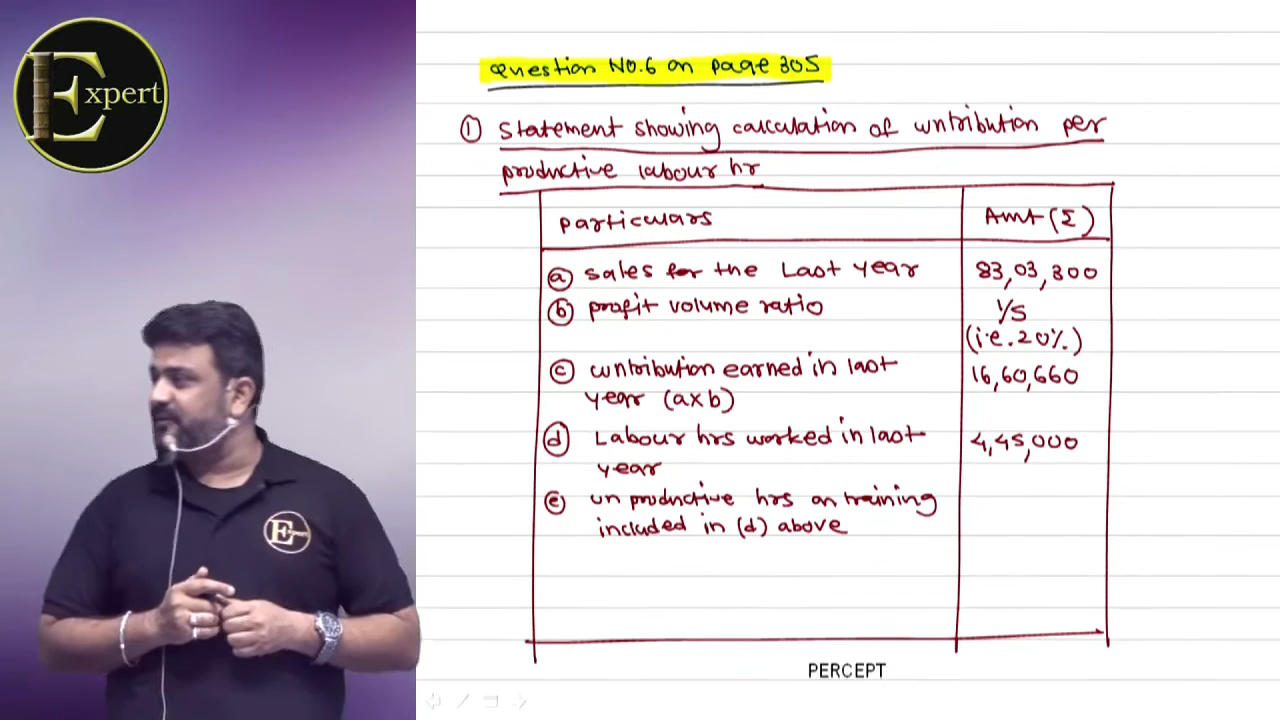 Expert
Question No.6 on page 305
① Statement showing calculation of contribution per
productive labour hr
Particulars
Amt (₹)
ⓐ sales for the Last year
83,03,300
ⓑ profit volume ratio
1/5
(i.e. 20%)
ⓒ contribution earned in last
year (a×b)
16,60,660
ⓓ Labour hrs worked in last
year
4,45,000
ⓔ un productive hrs on training
included in (d) above
Expert
PERCEPT